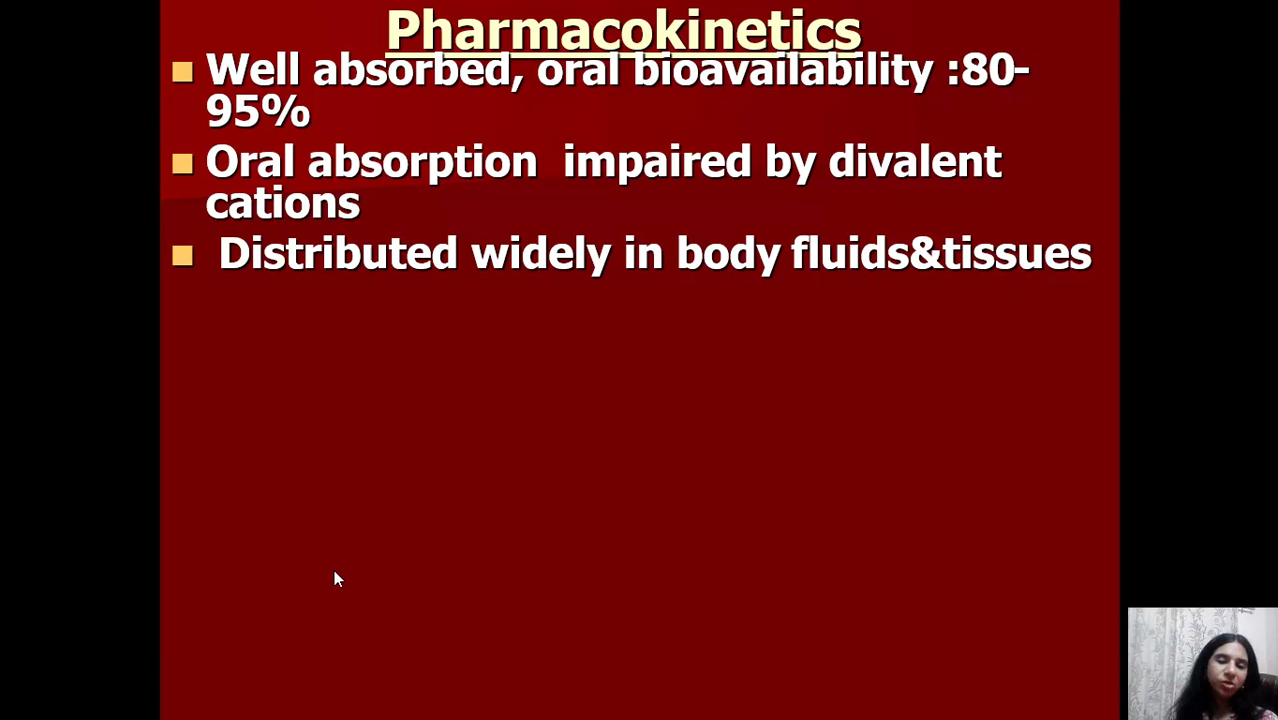 Pharmacokinetics
Well absorbed, oral bioavailability :80-
95%
Oral absorption  impaired by divalent
cations
Distributed widely in body fluids&tissues